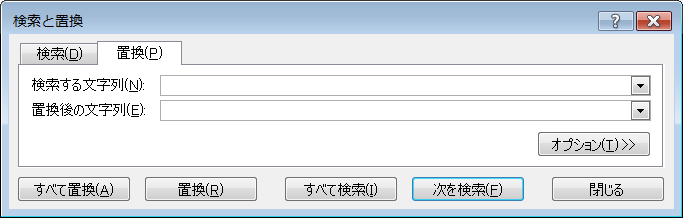 検索と置換
検索(D) 置換(P)
検索する文字列(N):
置換後の文字列(E):
オプション(T) >>
すべて置換(A) 置換(R) すべて検索(I) 次を検索(F) 閉じる